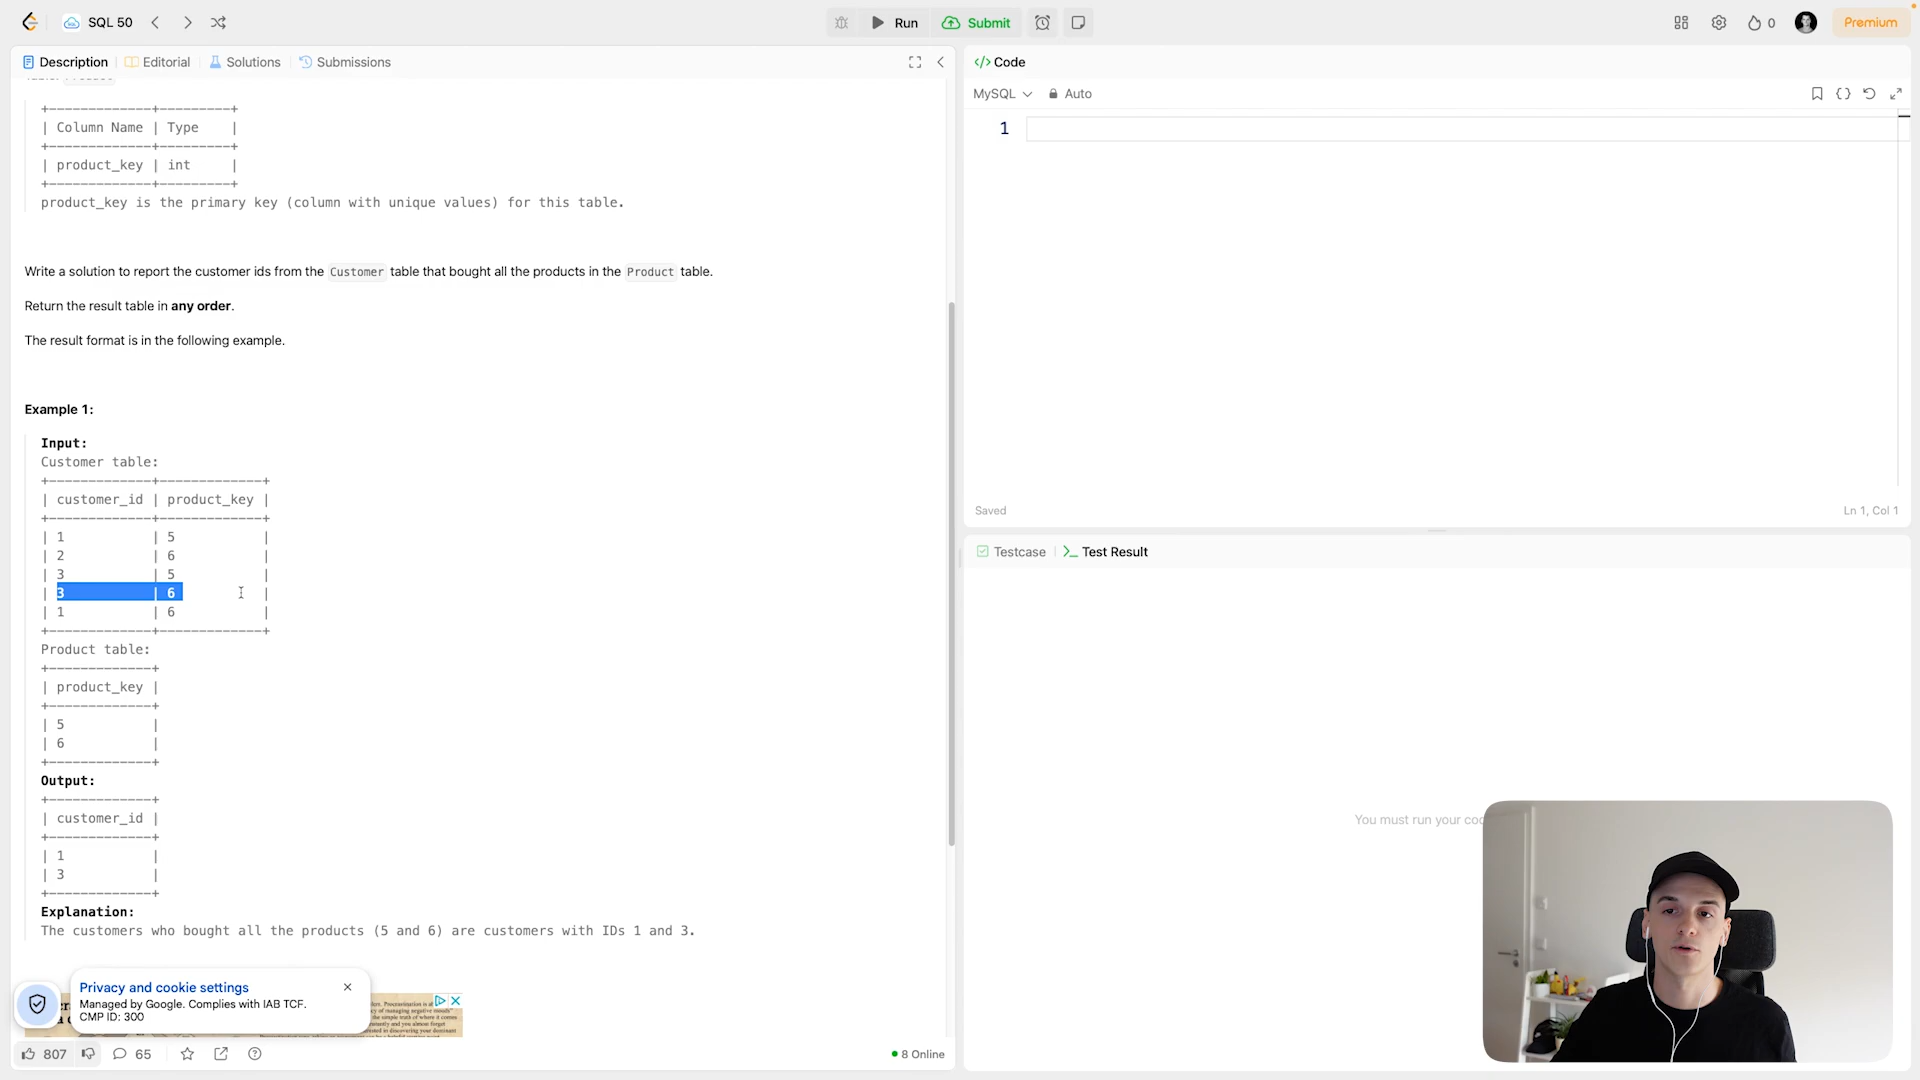 SQL 50
Run
Submit
0
Premium
Description
Editorial
Solutions
Submissions
+-------------+---------+
| Column Name | Type    |
+-------------+---------+
| product_key | int     |
+-------------+---------+
product_key is the primary key (column with unique values) for this table.
Write a solution to report the customer ids from the Customer table that bought all the products in the Product table.
Return the result table in any order.
The result format is in the following example.
Example 1:
Input:
Customer table:
+-------------+-------------+
| customer_id | product_key |
+-------------+-------------+
| 1           | 5           |
| 2           | 6           |
| 3           | 5           |
| 3           | 6           |
| 1           | 6           |
+-------------+-------------+
Product table:
+-------------+
| product_key |
+-------------+
| 5           |
| 6           |
+-------------+
Output:
+-------------+
| customer_id |
+-------------+
| 1           |
| 3           |
+-------------+
Explanation:
The customers who bought all the products (5 and 6) are customers with IDs 1 and 3.
Privacy and cookie settings
Managed by Google. Complies with IAB TCF.
CMP ID: 300
807
65
8 Online
</> Code
MySQL
Auto
1
Saved
Ln 1, Col 1
Testcase
Test Result
You must run your